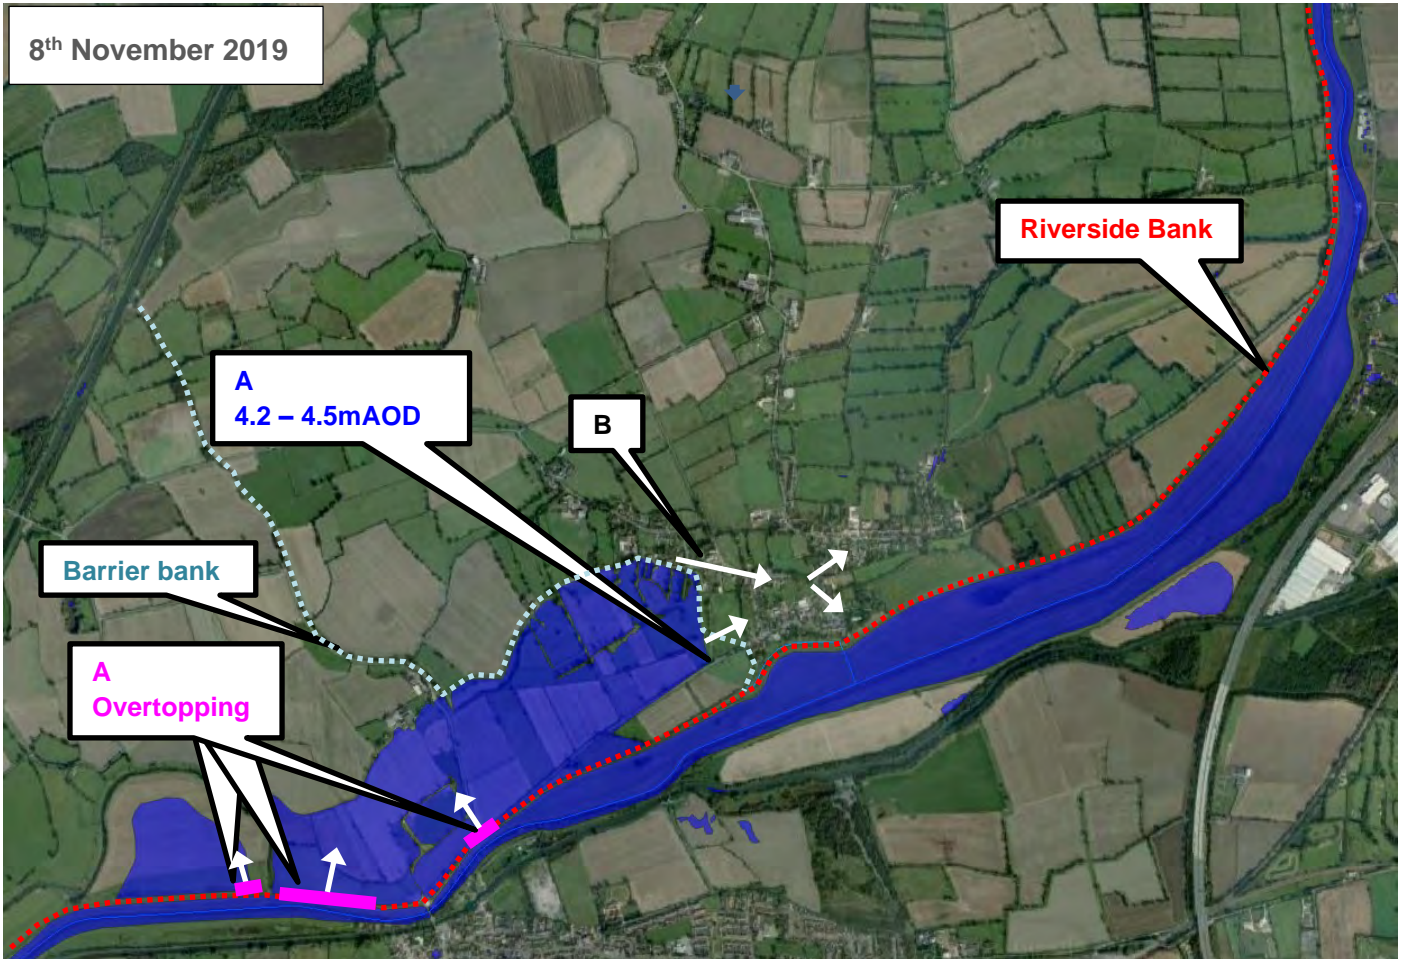 8th November 2019
Riverside Bank
A
4.2 – 4.5mAOD
B
Barrier bank
A
Overtopping